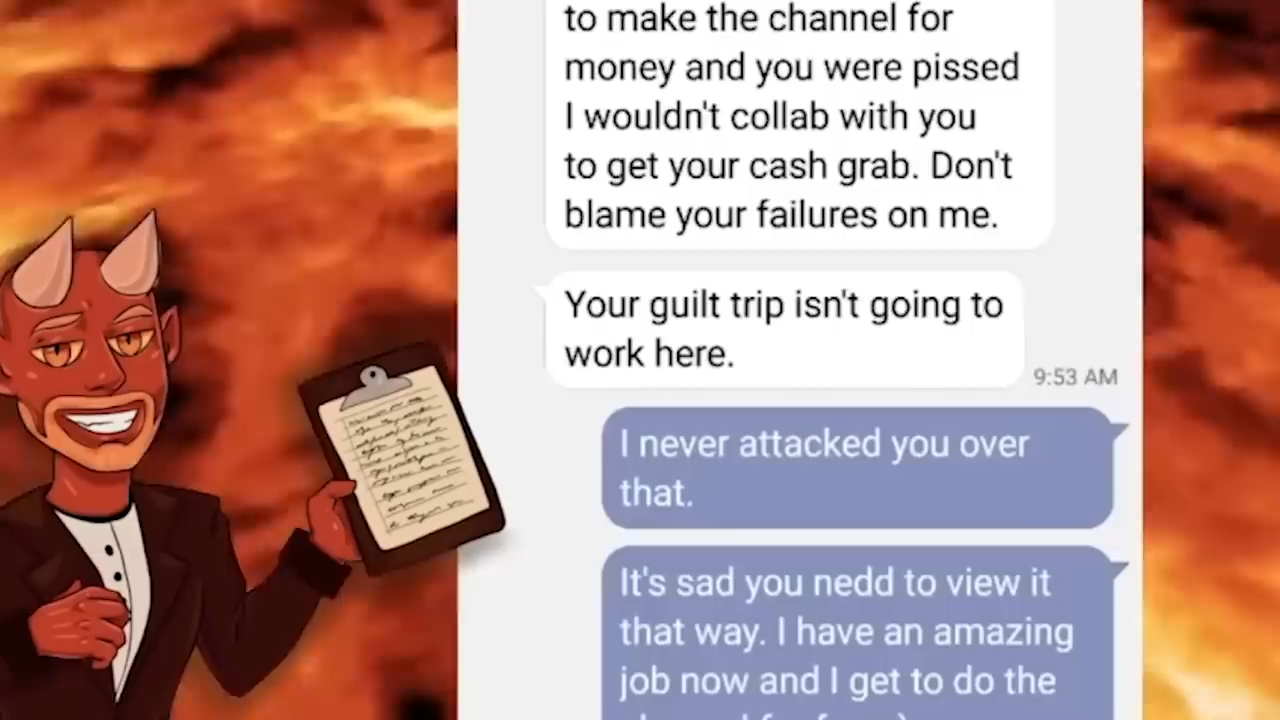 to make the channel for
money and you were pissed
I wouldn't collab with you
to get your cash grab. Don't
blame your failures on me.
Your guilt trip isn't going to
work here.
9:53 AM
I never attacked you over
that.
It's sad you nedd to view it
that way. I have an amazing
job now and I get to do the